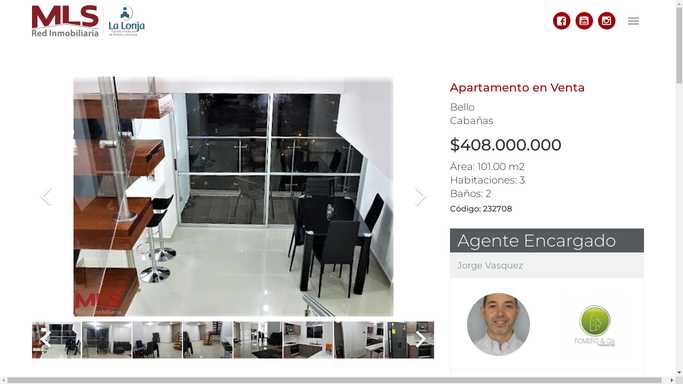 MLS
Red Inmobiliaria
La Lonja
Apartamento en Venta
Bello
Cabañas
$408.000.000
Área: 101.00 m2
Habitaciones: 3
Baños: 2
Código: 232708
Agente Encargado
Jorge Vasquez
MLS